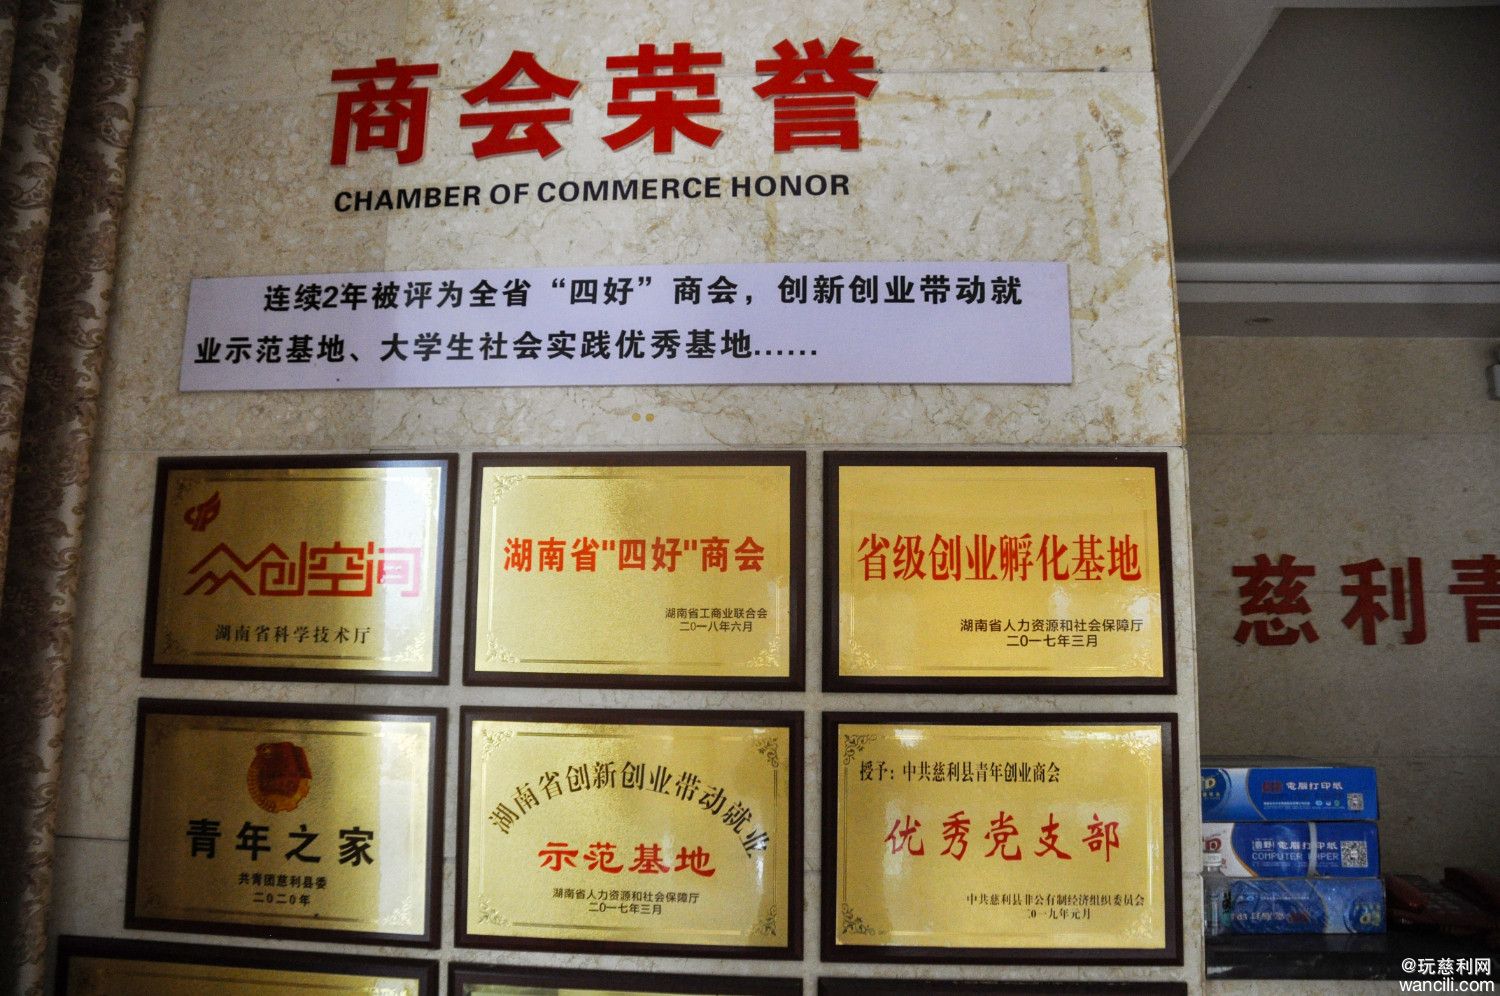 商会荣誉
CHAMBER OF COMMERCE HONOR
连续2年被评为全省“四好”商会，创新创业带动就
业示范基地、大学生社会实践优秀基地......
众创空间
湖南省科学技术厅
湖南省"四好"商会
湖南省工商业联合会
二〇一八年六月
省级创业孵化基地
湖南省人力资源和社会保障厅
二〇一七年三月
青年之家
共青团慈利县委
二〇二〇年
湖南省创新创业带动就业
示范基地
湖南省人力资源和社会保障厅
二〇一七年三月
授予：中共慈利县青年创业商会
优秀党支部
中共慈利县非公有制经济组织委员会
二〇一九年元月
慈利青
電腦打印纸
電腦打印纸
COMPUTER PAPER
@玩慈利网
wancili.com